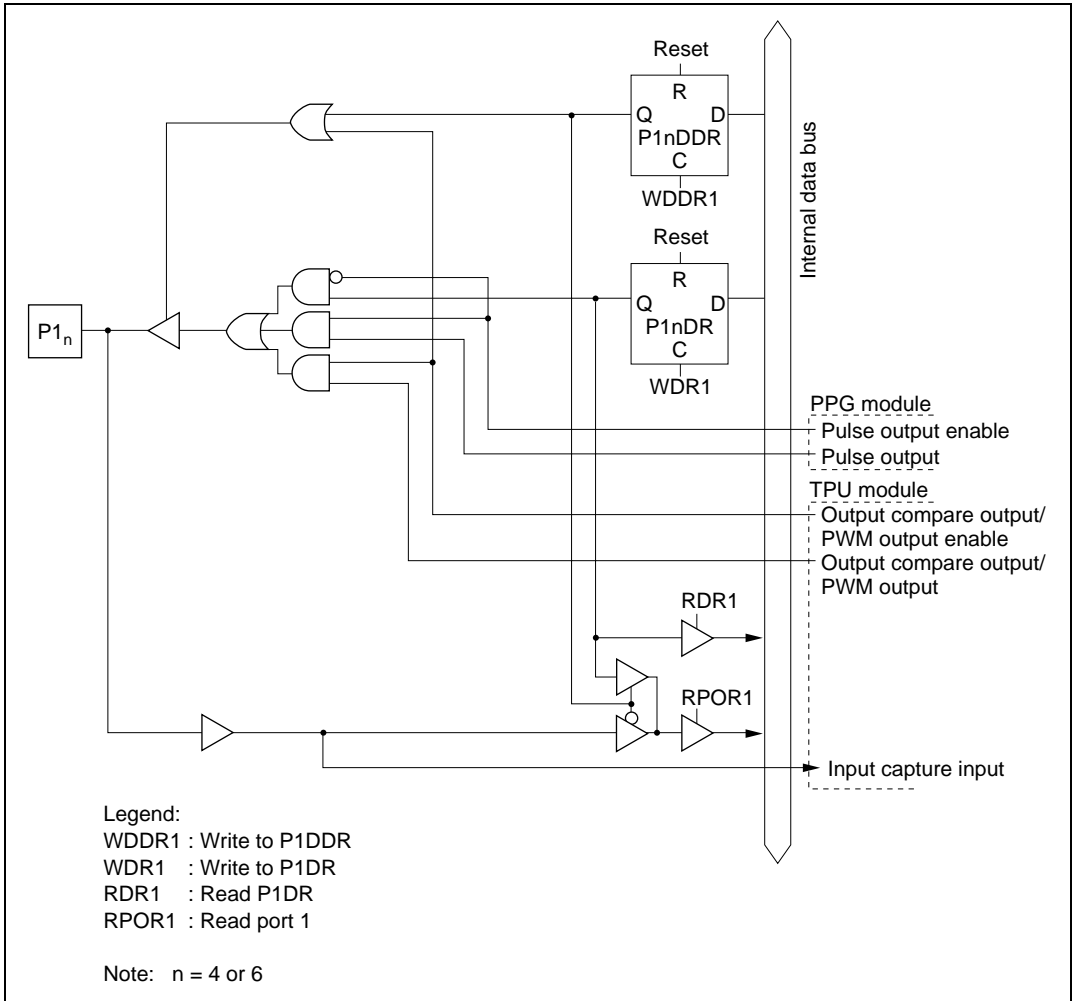 Reset
R
Q D
P1nDDR
C
WDDR1
Reset
R
Q D
P1nDR
C
WDR1
Internal data bus
P1n
PPG module
Pulse output enable
Pulse output
TPU module
Output compare output/
PWM output enable
Output compare output/
PWM output
RDR1
RPOR1
Input capture input
Legend:
WDDR1 : Write to P1DDR
WDR1 : Write to P1DR
RDR1 : Read P1DR
RPOR1 : Read port 1
Note: n = 4 or 6